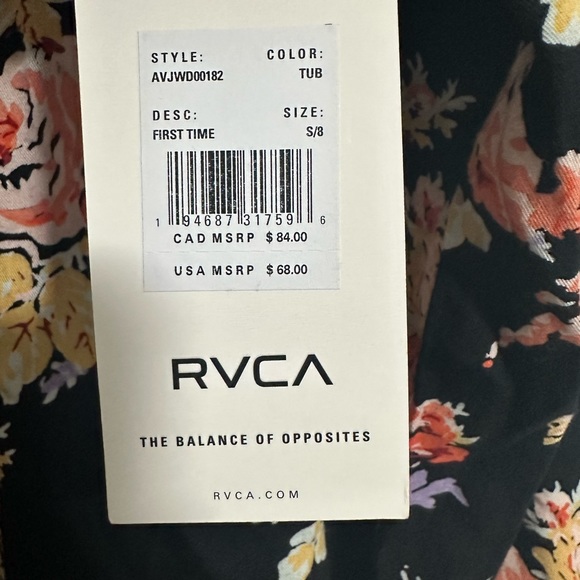 STYLE: COLOR:
AVJWD00182 TUB
DESC: SIZE:
FIRST TIME S/8
1 94687 31759 6
CAD MSRP $ 84.00
USA MSRP $ 68.00
RVCA
THE BALANCE OF OPPOSITES
RVCA.COM